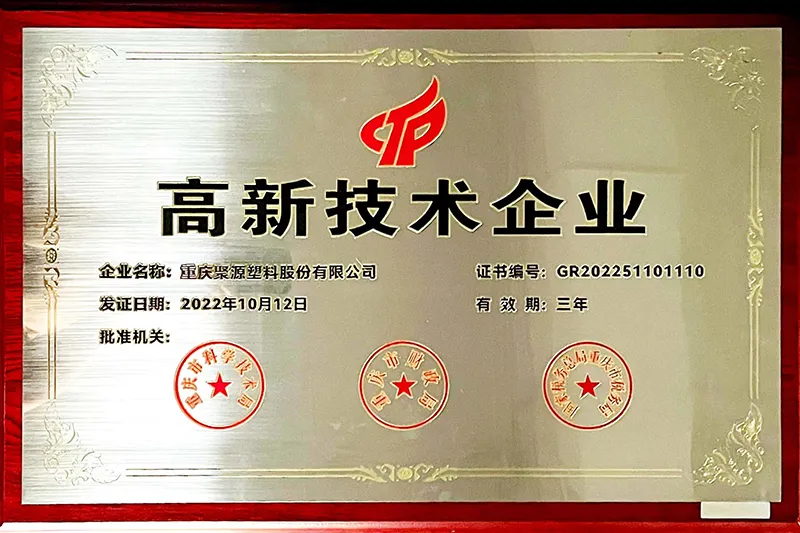 高新技术企业
企业名称：重庆聚源塑料股份有限公司
证书编号：GR202251101110
发证日期：2022年10月12日
有效期：三年
批准机关：
重庆市科学技术局
重庆市财政局
国家税务总局重庆市税务局